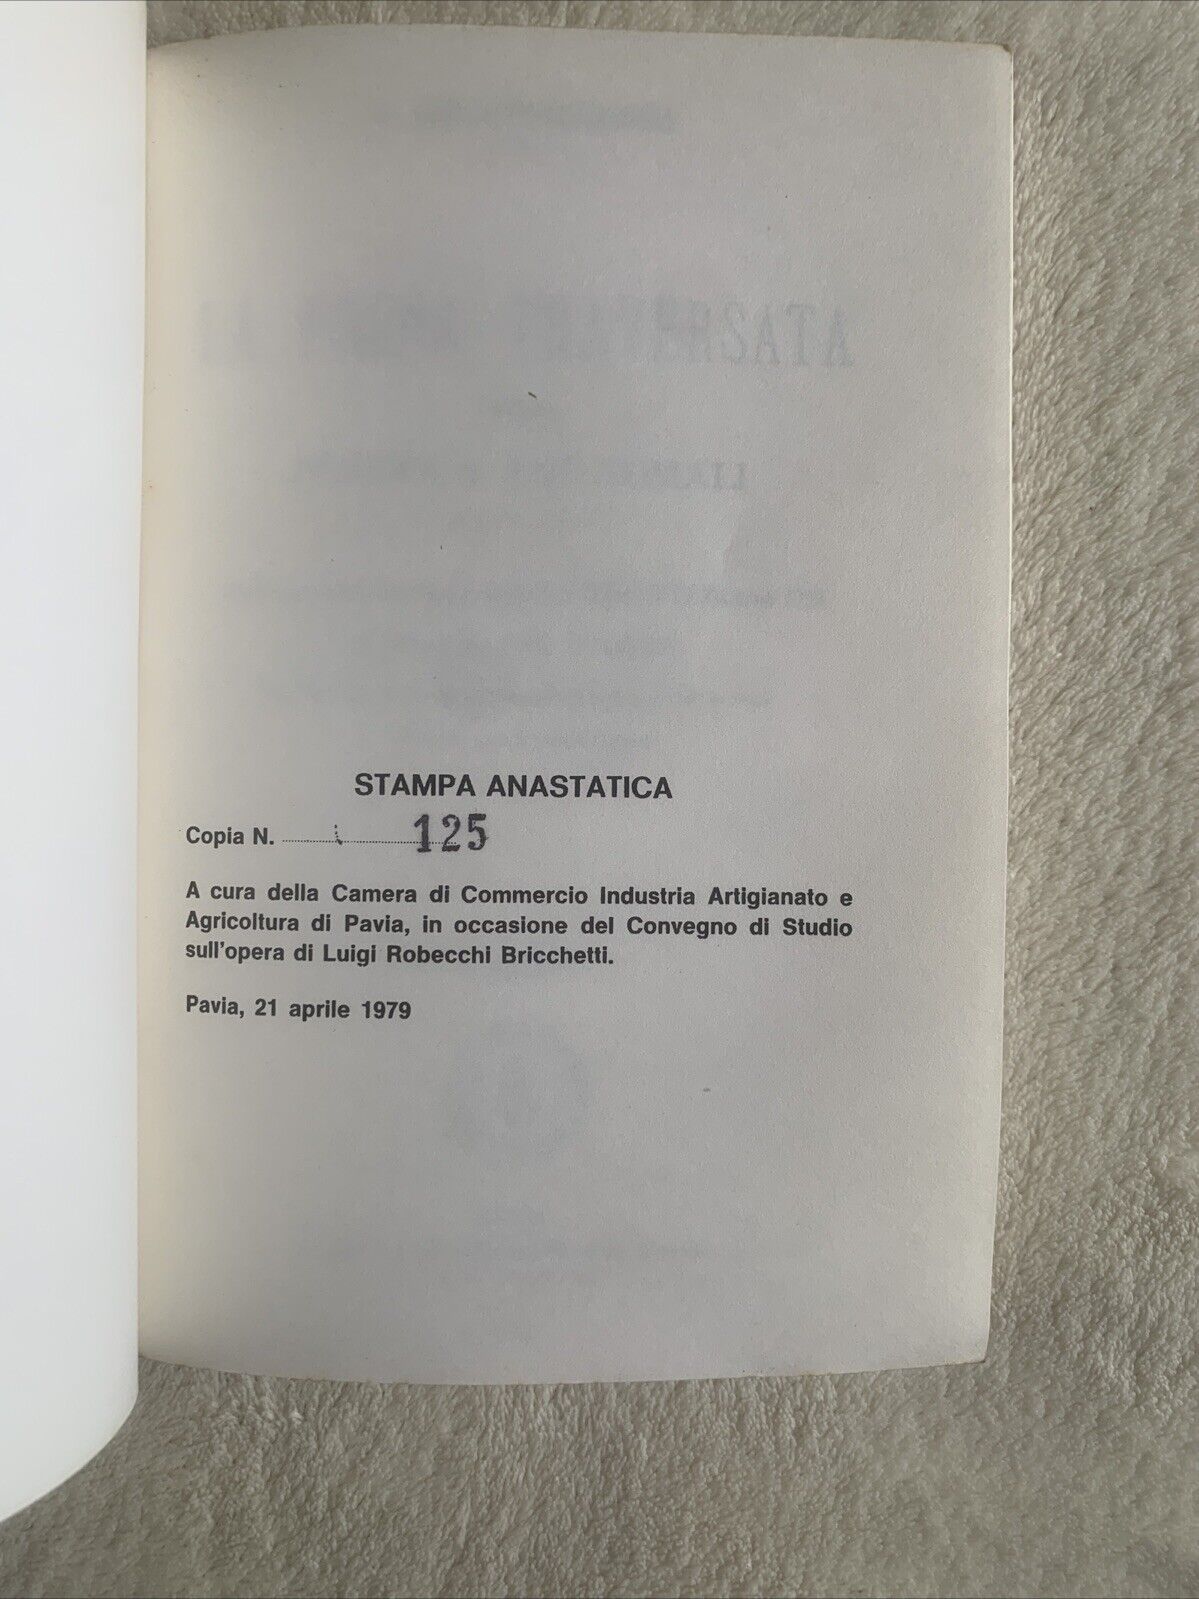 STAMPA ANASTATICA
Copia N. 125
A cura della Camera di Commercio Industria Artigianato e
Agricoltura di Pavia, in occasione del Convegno di Studio
sull'opera di Luigi Robecchi Bricchetti.
Pavia, 21 aprile 1979